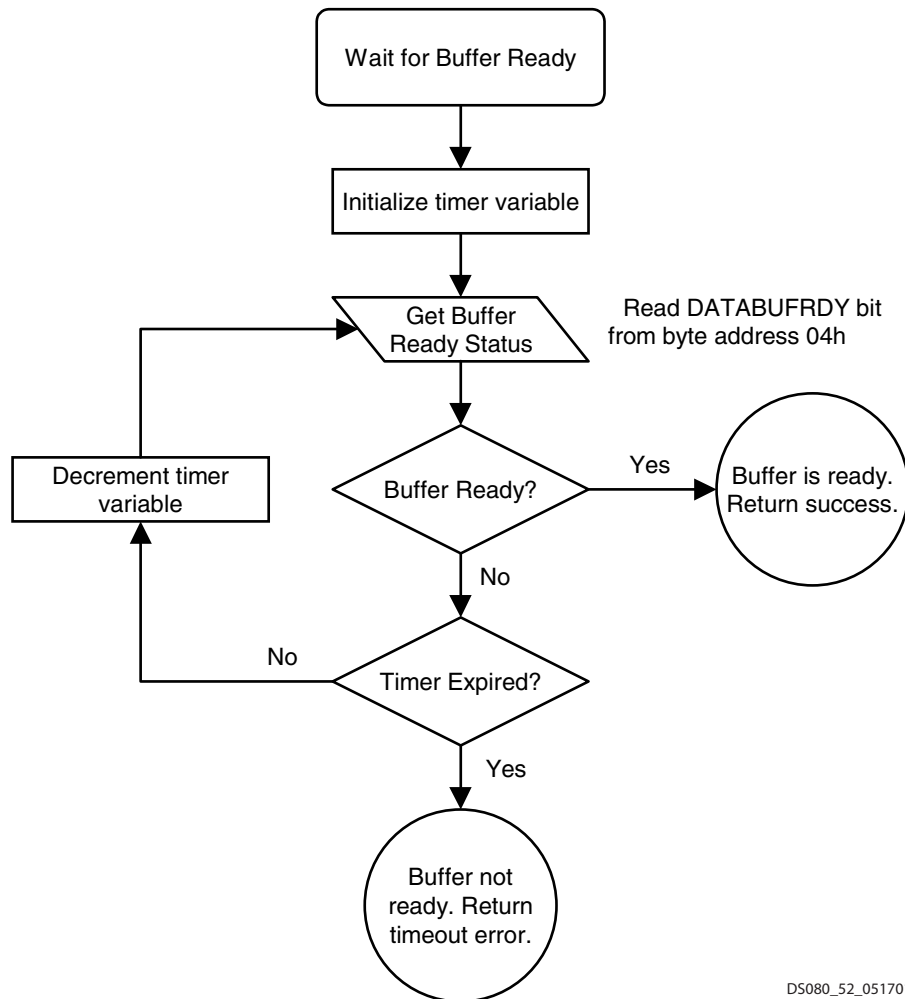 Wait for Buffer Ready
Initialize timer variable
Get Buffer
Ready Status
Read DATABUFRDY bit
from byte address 04h
Decrement timer
variable
Buffer Ready?
Yes
Buffer is ready.
Return success.
No
No
Timer Expired?
Yes
Buffer not
ready. Return
timeout error.
DS080_52_05170